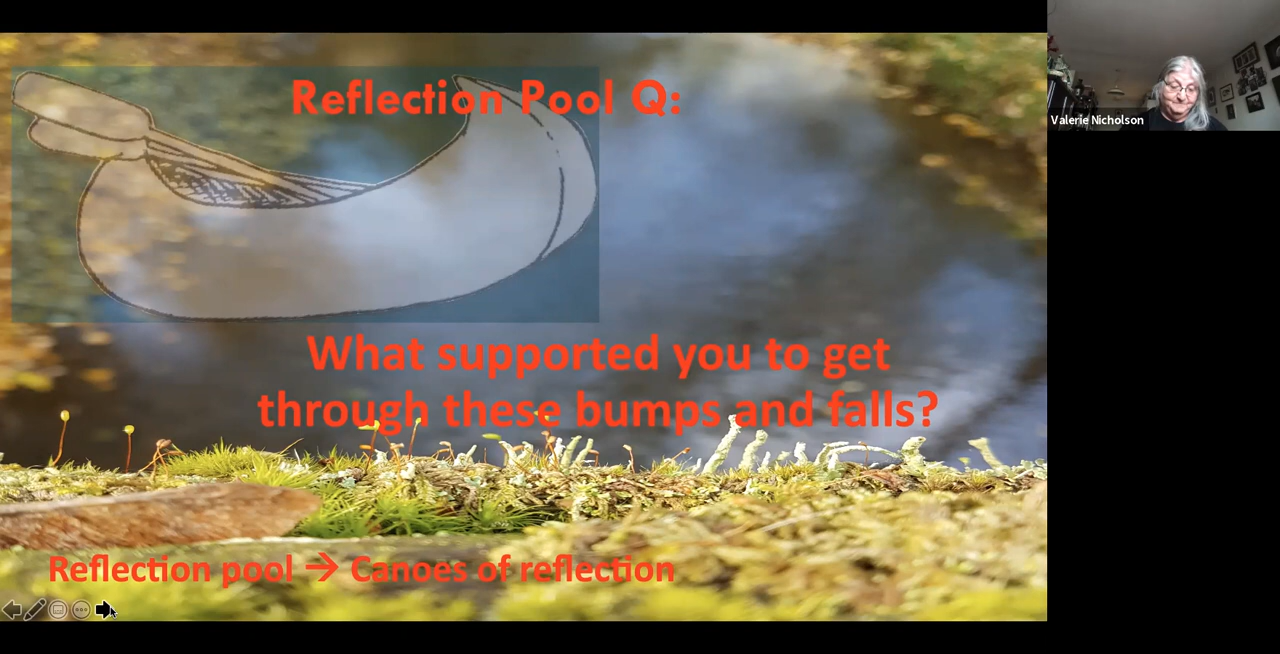 Reflection Pool Q:
Valerie Nicholson
What supported you to get
through these bumps and falls?
Reflection pool → Canoes of reflection